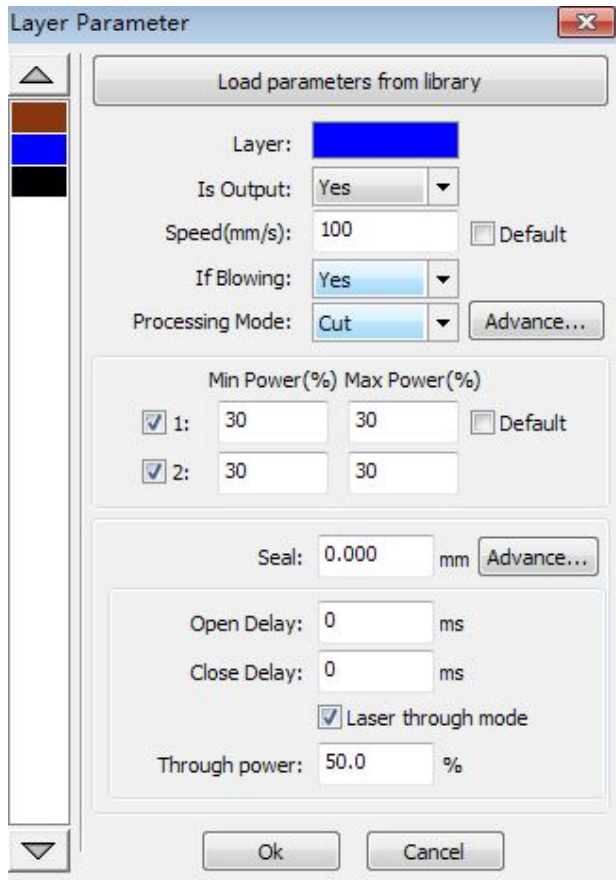 Layer Parameter
Load parameters from library
Layer:
Is Output: Yes
Speed(mm/s): 100 Default
If Blowing: Yes
Processing Mode: Cut Advance...
Min Power(%) Max Power(%)
1: 30 30 Default
2: 30 30
Seal: 0.000 mm Advance...
Open Delay: 0 ms
Close Delay: 0 ms
Laser through mode
Through power: 50.0 %
Ok Cancel